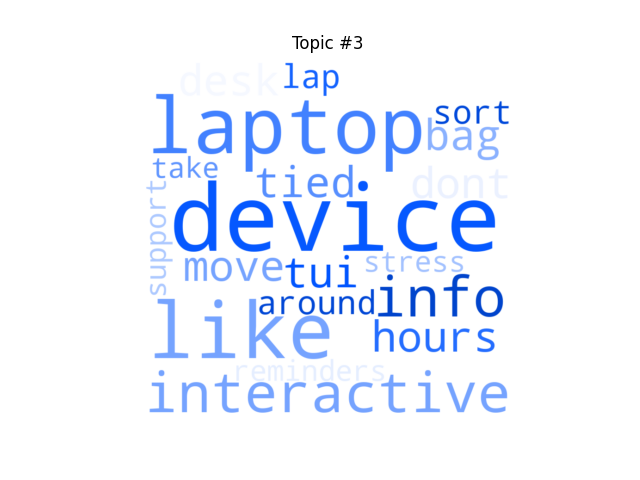 Topic #3
desk lap
laptop
sort
bag
take
tied
dont
support
device
move tui stress
around info
like
hours
reminders
interactive